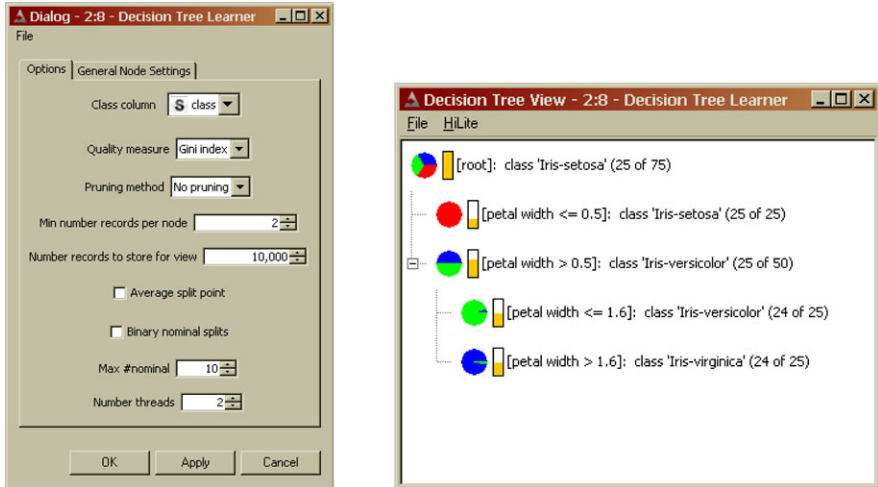 Dialog - 2:8 - Decision Tree Learner
File
Options
General Node Settings
Class column S class
Quality measure Gini index
Pruning method No pruning
Min number records per node 2
Number records to store for view 10,000
Average split point
Binary nominal splits
Max #nominal 10
Number threads 2
OK Apply Cancel
Decision Tree View - 2:8 - Decision Tree Learner
File HiLite
[root]: class 'Iris-setosa' (25 of 75)
[petal width <= 0.5]: class 'Iris-setosa' (25 of 25)
[petal width > 0.5]: class 'Iris-versicolor' (25 of 50)
[petal width <= 1.6]: class 'Iris-versicolor' (24 of 25)
[petal width > 1.6]: class 'Iris-virginica' (24 of 25)